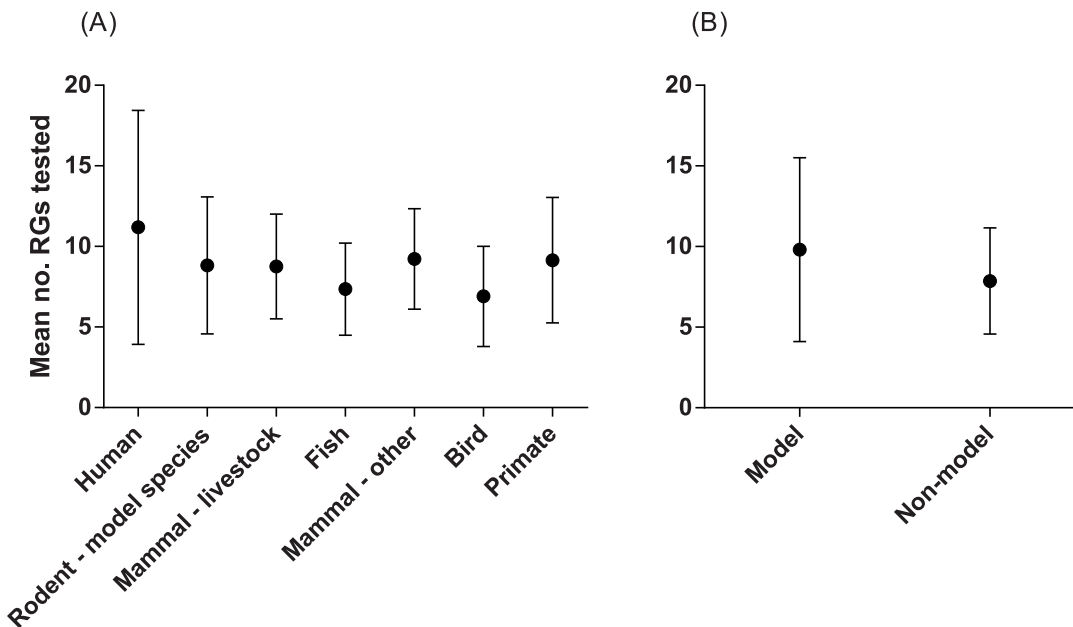 (A)
Mean no. RGs tested
20
15
10
5
0
Human
Rodent - model species
Mammal - livestock
Fish
Mammal - other
Bird
Primate
(B)
20
15
10
5
0
Model
Non-model